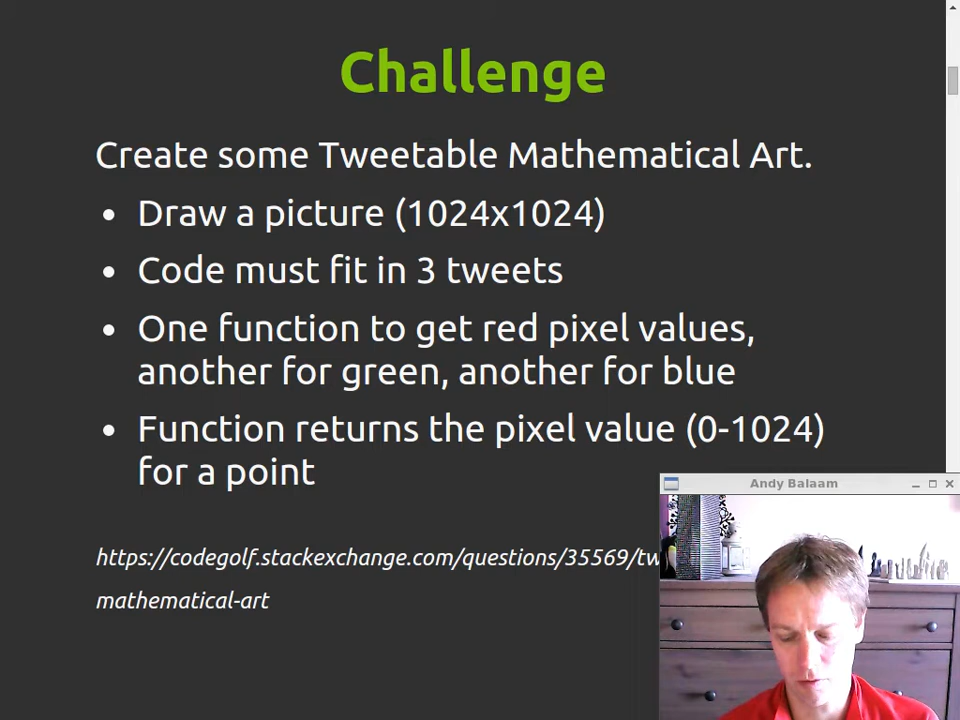 Challenge
Create some Tweetable Mathematical Art.
• Draw a picture (1024x1024)
• Code must fit in 3 tweets
• One function to get red pixel values,
another for green, another for blue
• Function returns the pixel value (0-1024)
for a point
Andy Balaam
https://codegolf.stackexchange.com/questions/35569/tw
mathematical-art